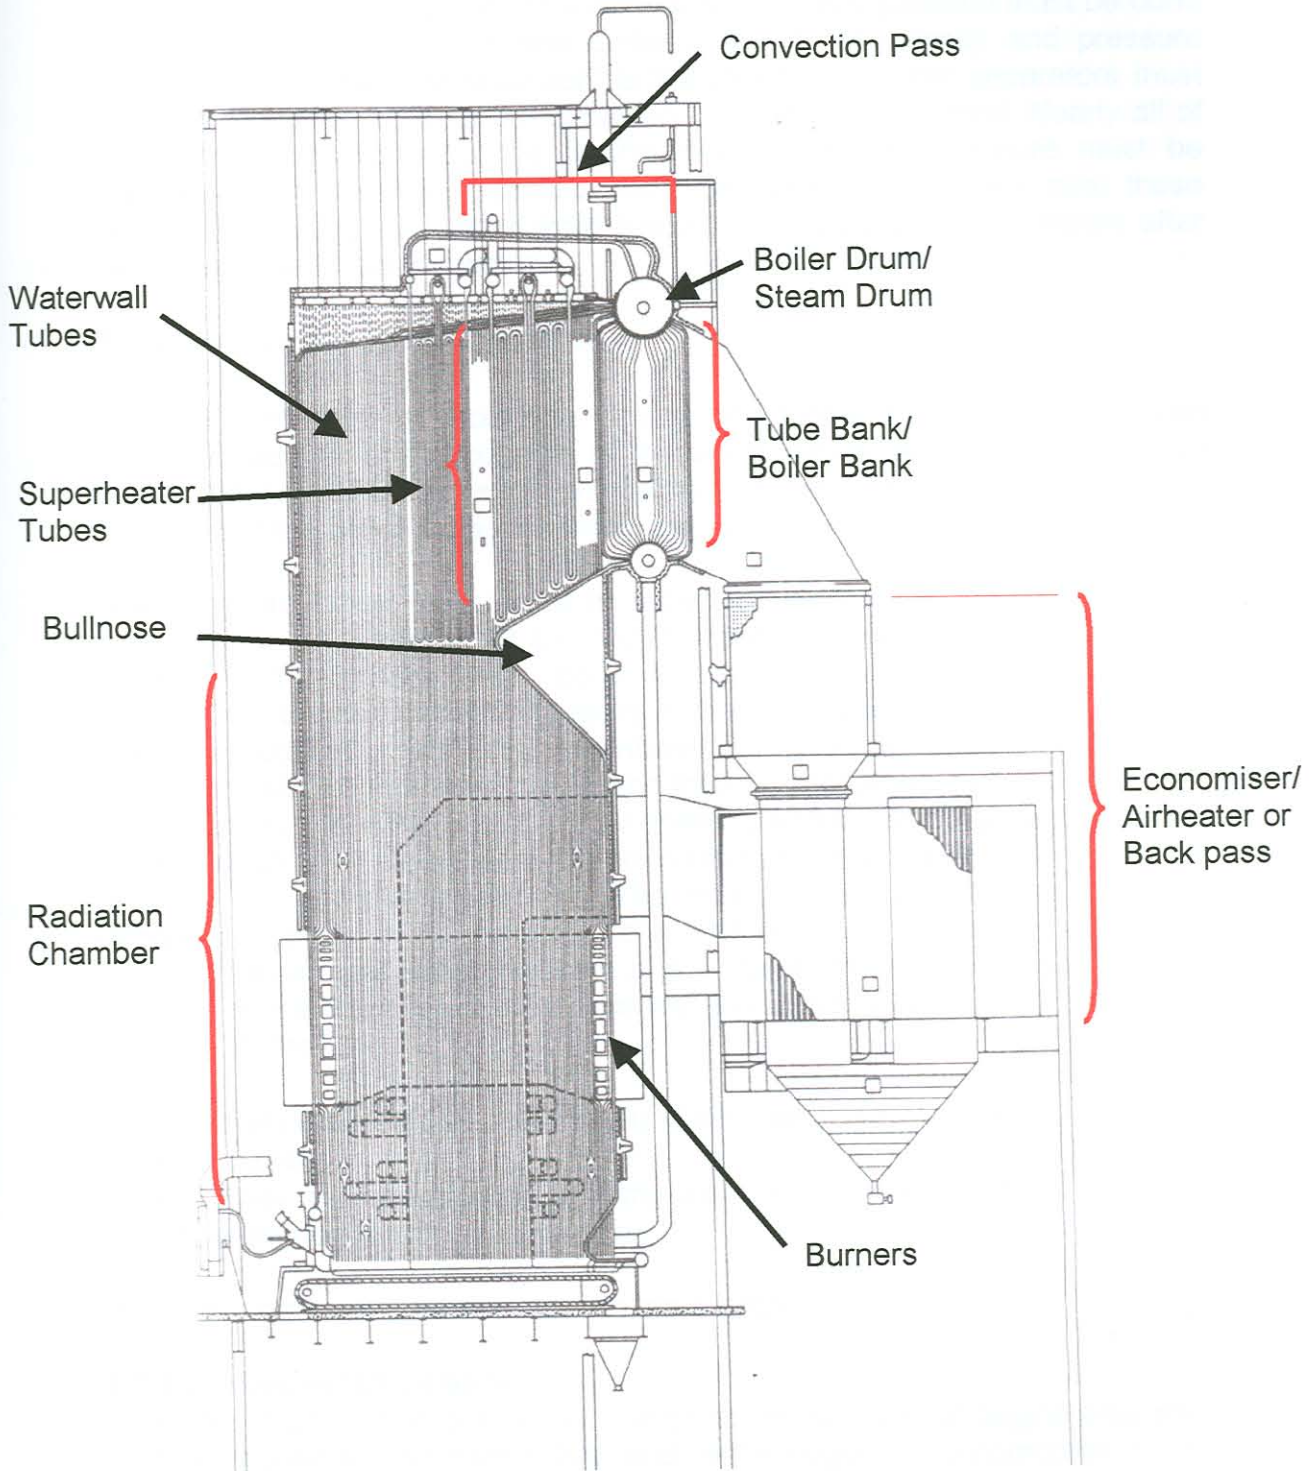 Convection Pass
Boiler Drum/
Steam Drum
Waterwall
Tubes
Tube Bank/
Boiler Bank
Superheater
Tubes
Bullnose
Economiser/
Airheater or
Back pass
Radiation
Chamber
Burners